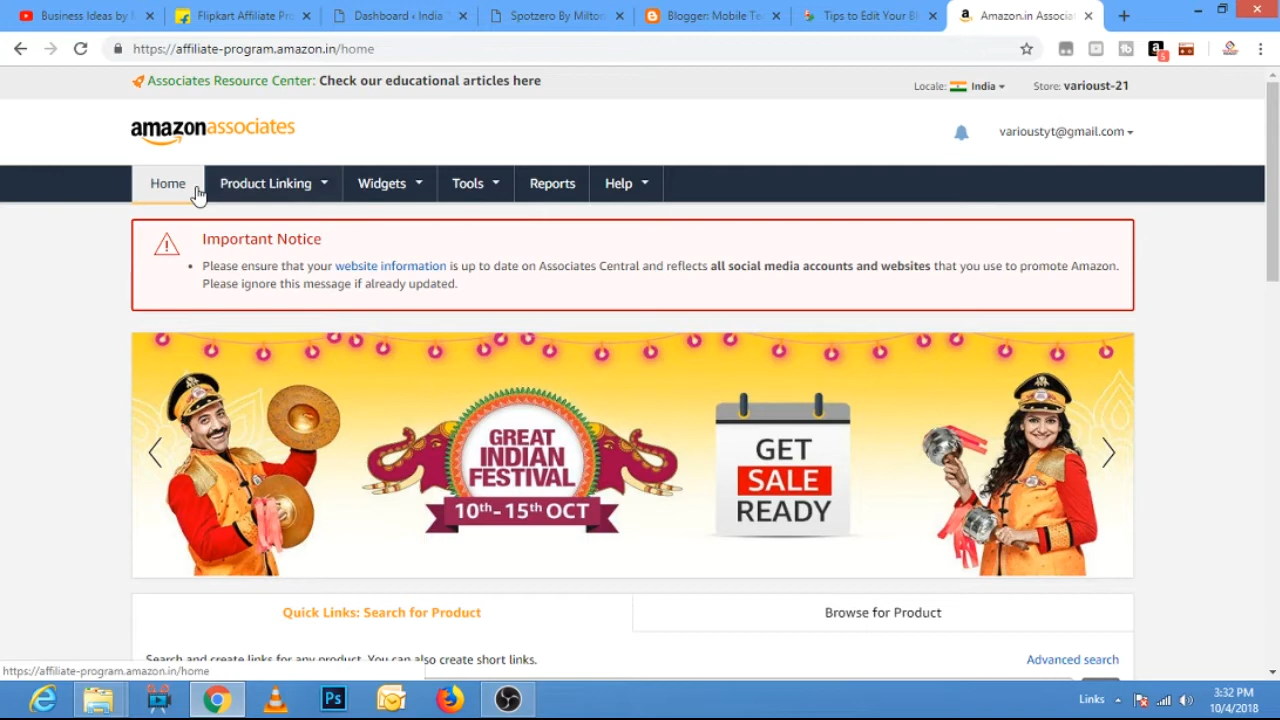 Business Ideas by M
Flipkart Affiliate Pro
Dashboard ‹ India T
Spotzero By Milton
Blogger: Mobile Te
Tips to Edit Your Bl
Amazon.in Associat
https://affiliate-program.amazon.in/home
Associates Resource Center: Check our educational articles here
Locale: India
Store: varioust-21
amazonassociates
varioustyt@gmail.com
Home Product Linking Widgets Tools Reports Help
Important Notice
• Please ensure that your website information is up to date on Associates Central and reflects all social media accounts and websites that you use to promote Amazon.
Please ignore this message if already updated.
GREAT
INDIAN
FESTIVAL
10th-15th OCT
GET
SALE
READY
Quick Links: Search for Product
Browse for Product
Search and create links for any product. You can also create short links.
Advanced search
https://affiliate-program.amazon.in/home
Ps
Links
3:32 PM
10/4/2018